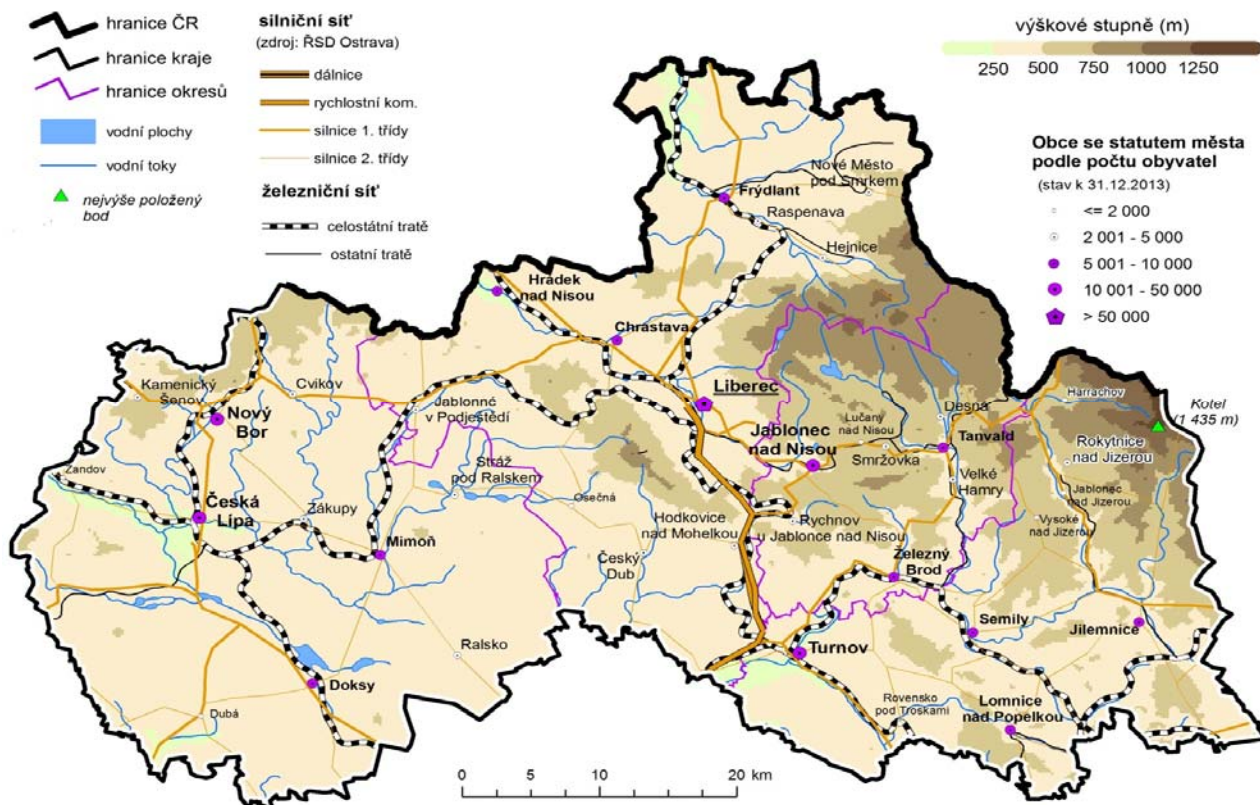 hranice ČR
hranice kraje
hranice okresů
vodní plochy
vodní toky
nejvýše položený
bod
silniční síť
(zdroj: ŘSD Ostrava)
dálnice
rychlostní kom.
silnice 1. třídy
silnice 2. třídy
železniční síť
celostátní tratě
ostatní tratě
výškové stupně (m)
250 500 750 1000 1250
Obce se statutem města
podle počtu obyvatel
(stav k 31.12.2013)
<= 2 000
2 001 - 5 000
5 001 - 10 000
10 001 - 50 000
> 50 000
Nové Město
pod Smrkem
Frýdlant
Raspenava
Hejnice
Hrádek
nad Nisou
Chrastava
Kamenický
Šenov
Cvikov
Nový
Bor
Jablonné
v Podještědí
Liberec
Lučany
nad Nisou
Jablonec
nad Nisou
Smržovka
Desná
Tanvald
Harrachov
Kotel
(1 435 m)
Rokytnice
nad Jizerou
Velké
Hamry
Jablonec
nad Jizerou
Vysoké
nad Jizerou
Žandov
Česká
Lípa
Zákupy
Stráž
pod Ralskem
Osečná
Mimoň
Hodkovice
nad Mohelkou
Rychnov
u Jablonce nad Nisou
Český
Dub
Železný
Brod
Semily
Jilemnice
Turnov
Ralsko
Doksy
Dubá
Rovensko
pod Troskami
Lomnice
nad Popelkou
0 5 10 20 km